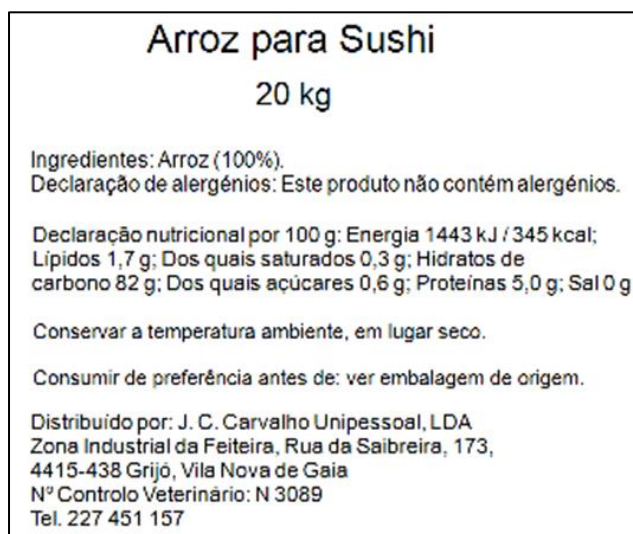 Arroz para Sushi
20 kg
Ingredientes: Arroz (100%).
Declaração de alergénios: Este produto não contém alergénios.
Declaração nutricional por 100 g: Energia 1443 kJ / 345 kcal;
Lípidos 1,7 g; Dos quais saturados 0,3 g; Hidratos de
carbono 82 g; Dos quais açúcares 0,6 g; Proteínas 5,0 g; Sal 0 g
Conservar a temperatura ambiente, em lugar seco.
Consumir de preferência antes de: ver embalagem de origem.
Distribuído por: J. C. Carvalho Unipessoal, LDA
Zona Industrial da Feiteira, Rua da Saibreira, 173,
4415-438 Grijó, Vila Nova de Gaia
Nº Controlo Veterinário: N 3089
Tel. 227 451 157